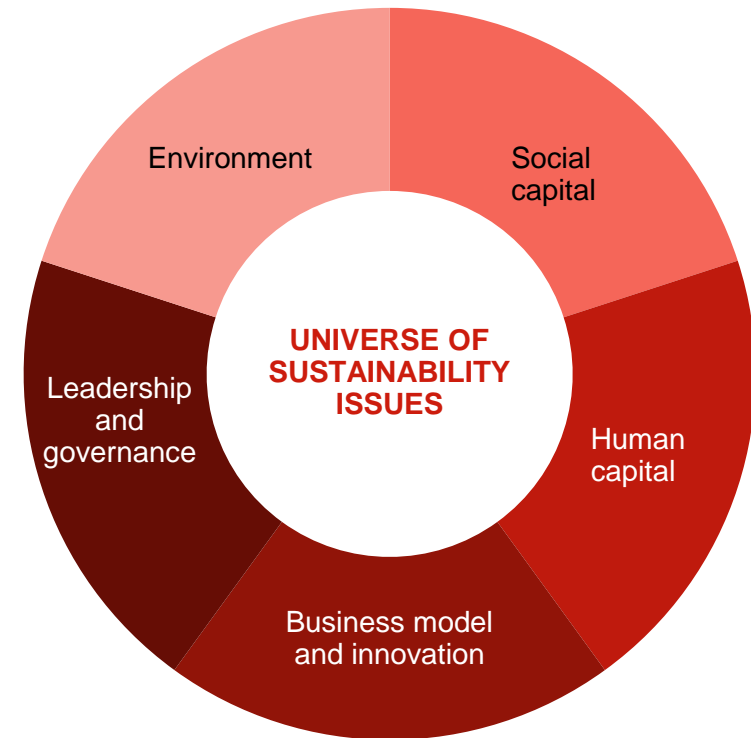 Environment
Social
capital
UNIVERSE OF
SUSTAINABILITY
ISSUES
Leadership
and
governance
Human
capital
Business model
and innovation